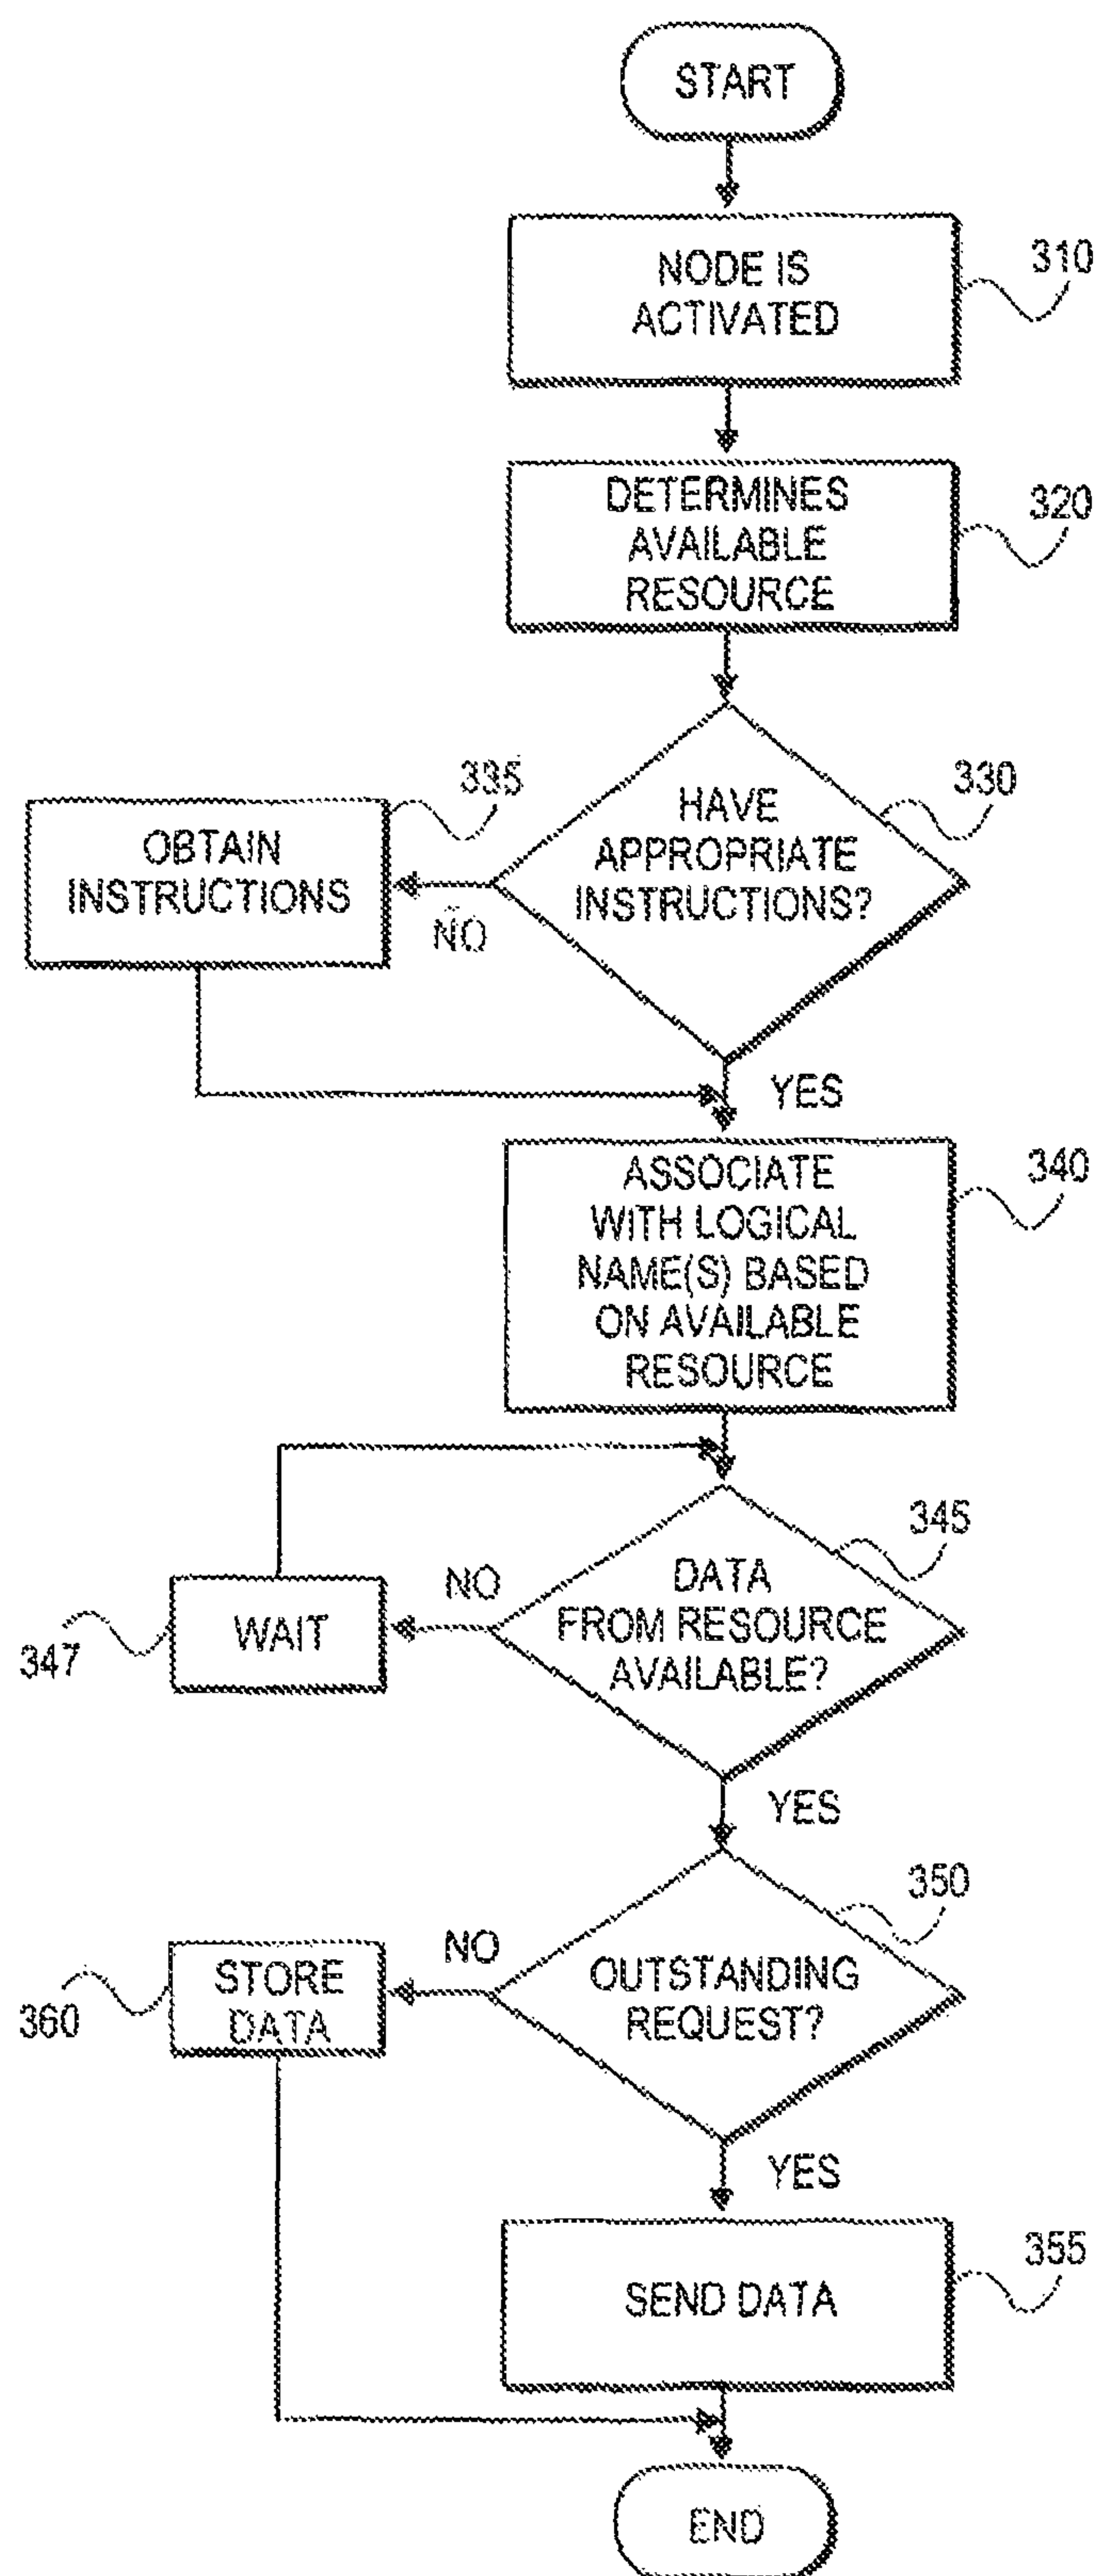 START
NODE IS
ACTIVATED
310
DETERMINES
AVAILABLE
RESOURCE
320
HAVE
APPROPRIATE
INSTRUCTIONS?
330
335
OBTAIN
INSTRUCTIONS
NO
YES
ASSOCIATE
WITH LOGICAL
NAME(S) BASED
ON AVAILABLE
RESOURCE
340
DATA
FROM RESOURCE
AVAILABLE?
345
NO
WAIT
347
YES
OUTSTANDING
REQUEST?
350
NO
STORE
DATA
360
YES
SEND DATA
355
END